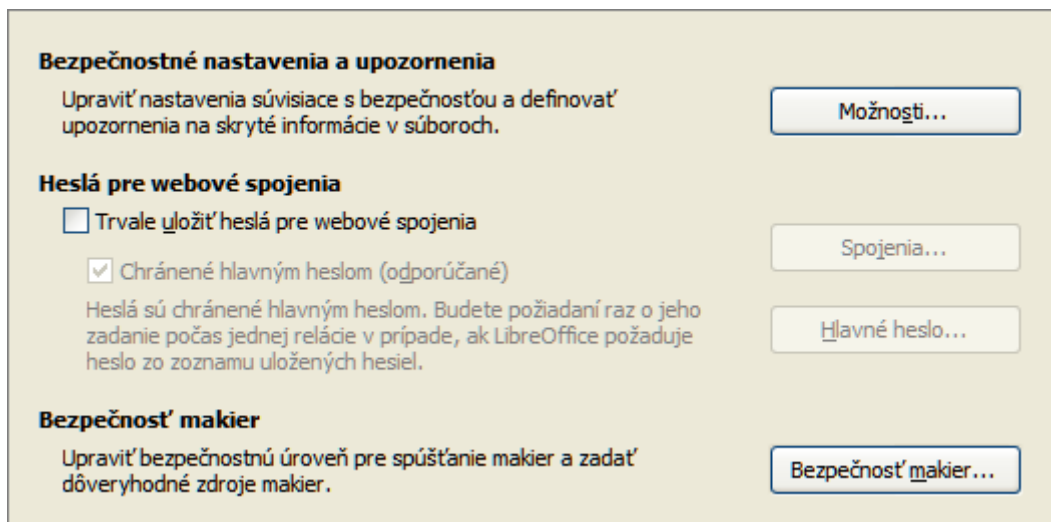 Bezpečnostné nastavenia a upozornenia
Upraviť nastavenia súvisiace s bezpečnosťou a definovať
upozornenia na skryté informácie v súboroch.
Možnosti...
Heslá pre webové spojenia
Trvale uložiť heslá pre webové spojenia
Spojenia...
Chránené hlavným heslom (odporúčané)
Heslá sú chránené hlavným heslom. Budete požiadaní raz o jeho
zadanie počas jednej relácie v prípade, ak LibreOffice požaduje
heslo zo zoznamu uložených hesiel.
Hlavné heslo...
Bezpečnosť makier
Upraviť bezpečnostnú úroveň pre spúšťanie makier a zadať
dôveryhodné zdroje makier.
Bezpečnosť makier...